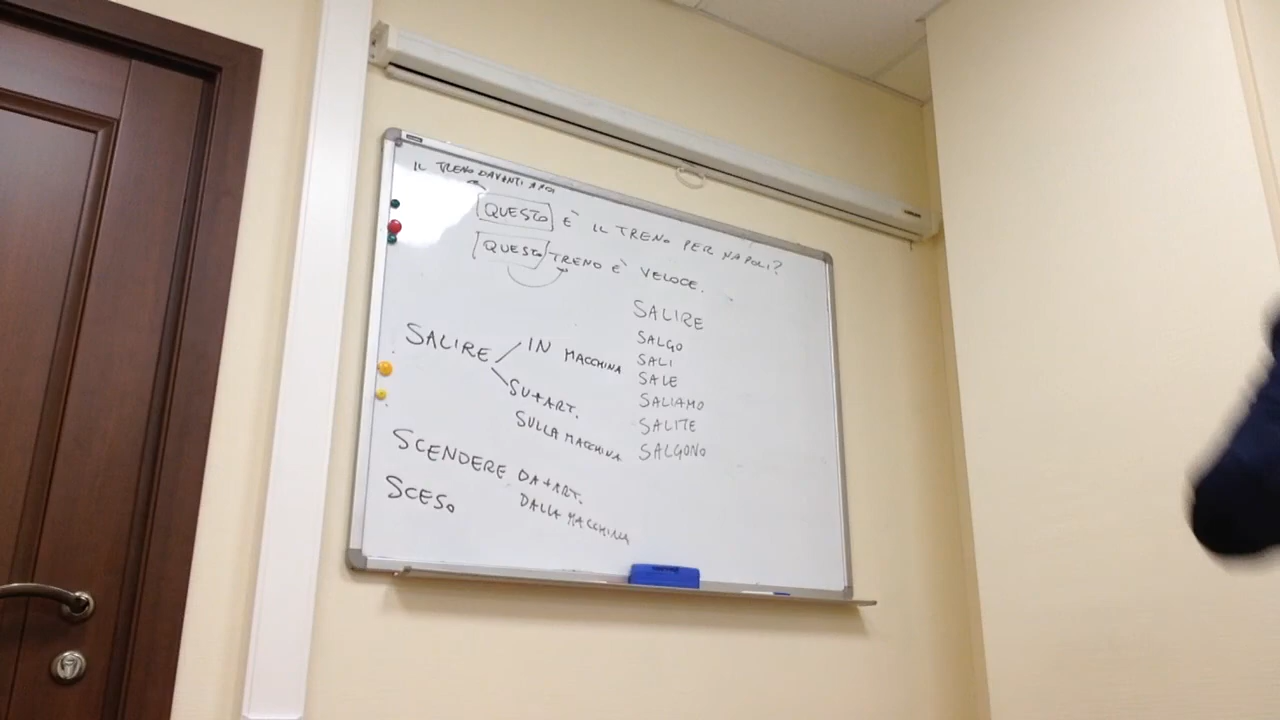 IL TRENO DAVANTI A NOI
QUESTO È IL TRENO PER NAPOLI?
QUESTO TRENO È VELOCE.
SALIRE
IN MACCHINA
SU+ART.
SULLA MACCHINA
SCENDERE DA+ART.
DALLA MACCHINA
SCESO
SALIRE
SALGO
SALI
SALE
SALIAMO
SALITE
SALGONO